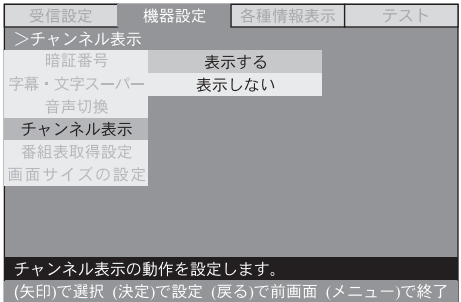 受信設定 機器設定 各種情報表示 テスト
＞チャンネル表示
暗証番号 表示する
字幕・文字スーパー 表示しない
音声切換
チャンネル表示
番組表取得設定
画面サイズの設定
チャンネル表示の動作を設定します。
(矢印)で選択 (決定)で設定 (戻る)で前画面 (メニュー)で終了